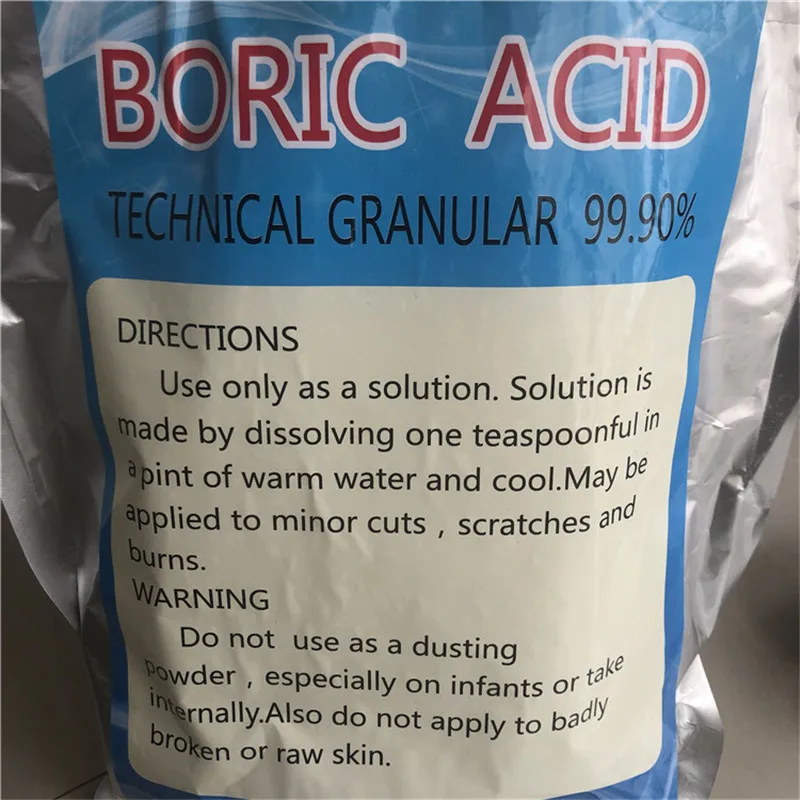 BORIC ACID
TECHNICAL GRANULAR 99.90%
DIRECTIONS
Use only as a solution. Solution is
made by dissolving one teaspoonful in
a pint of warm water and cool.May be
applied to minor cuts , scratches and
burns.
WARNING
Do not use as a dusting
powder , especially on infants or take
internally.Also do not apply to badly
broken or raw skin.